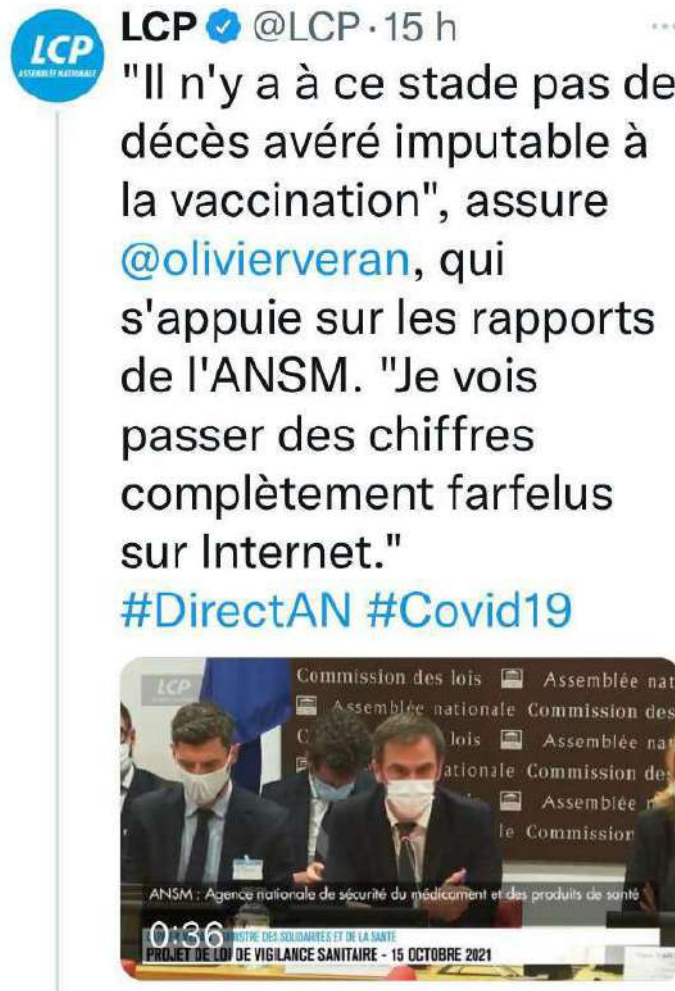 LCP @LCP · 15 h
LCP
ASSEMBLÉE NATIONALE
"Il n'y a à ce stade pas de
décès avéré imputable à
la vaccination", assure
@olivierveran, qui
s'appuie sur les rapports
de l'ANSM. "Je vois
passer des chiffres
complètement farfelus
sur Internet."
#DirectAN #Covid19
LCP
Commission des lois Assemblée nat
Assemblée nationale Commission des
lois Assemblée nat
ationale Commission des
Assemblée n
le Commission
ANSM : Agence nationale de sécurité du médicament et des produits de santé
0:36
MINISTRE DES SOLIDARITÉS ET DE LA SANTÉ
PROJET DE LOI DE VIGILANCE SANITAIRE - 15 OCTOBRE 2021